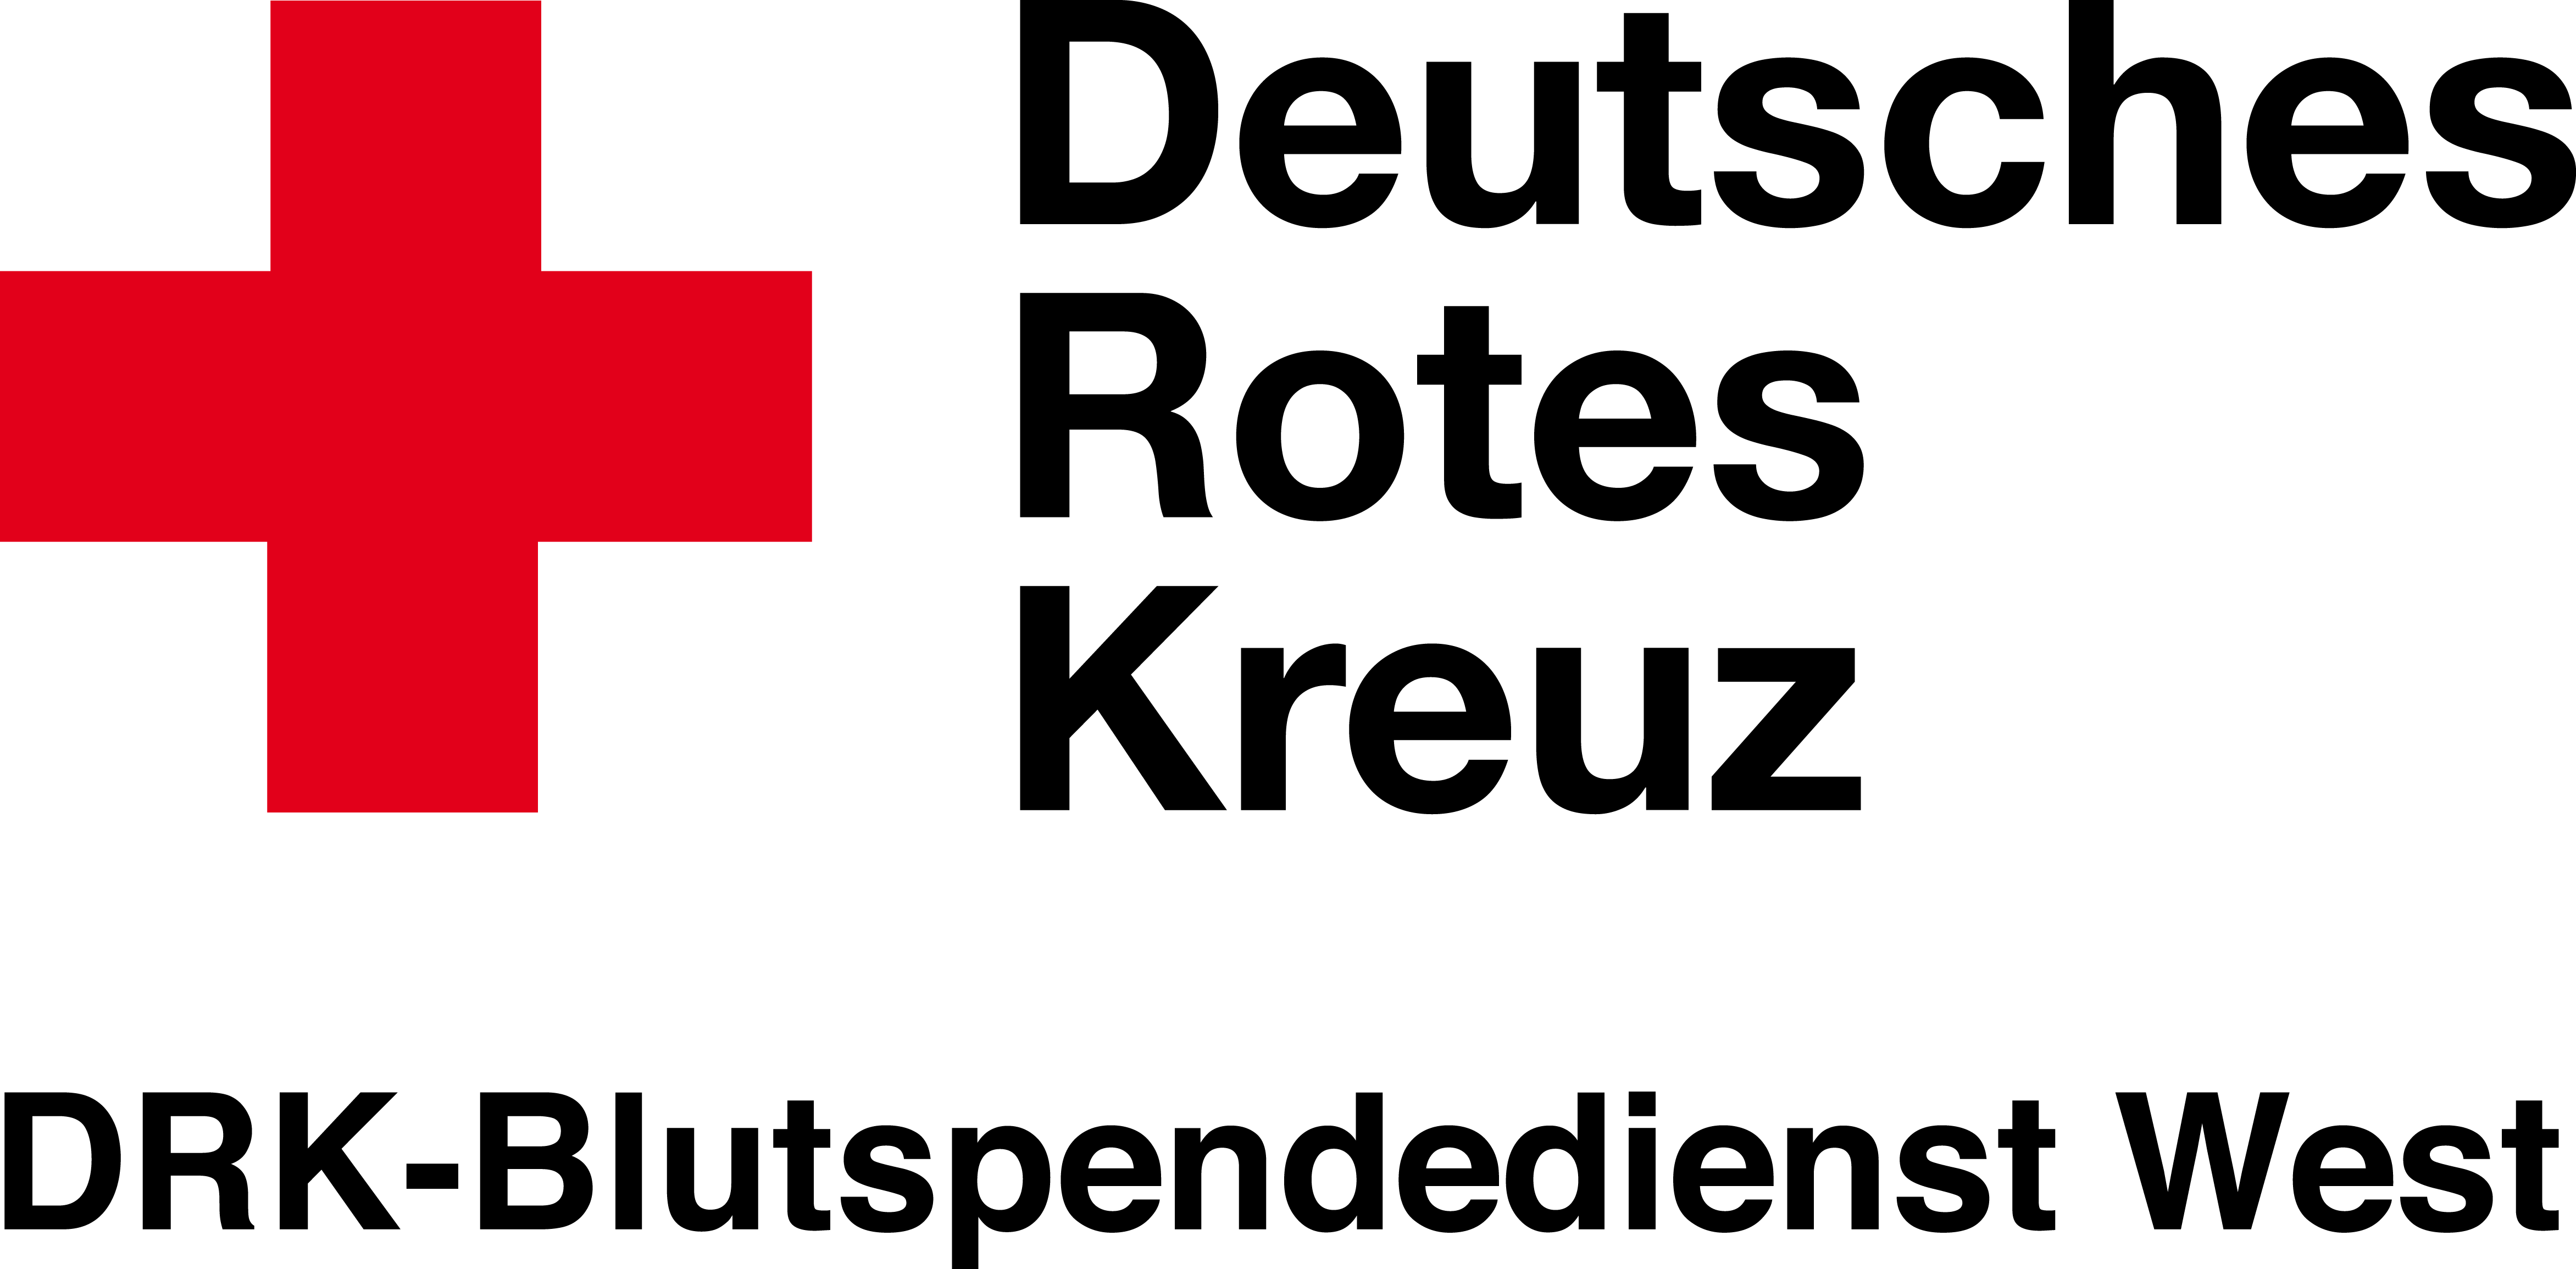 Deutsches
Rotes
Kreuz
DRK-Blutspendedienst West